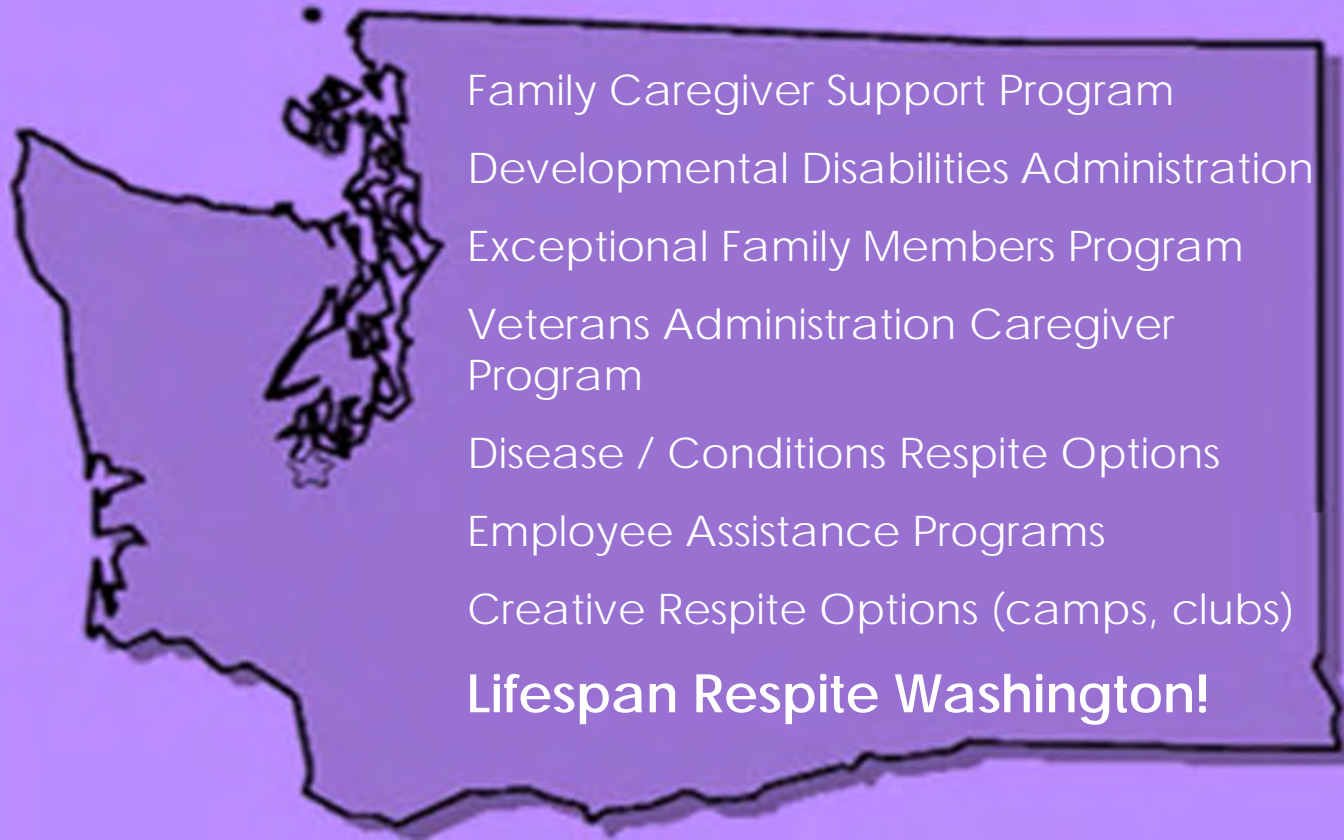 Family Caregiver Support Program
Developmental Disabilities Administration
Exceptional Family Members Program
Veterans Administration Caregiver
Program
Disease / Conditions Respite Options
Employee Assistance Programs
Creative Respite Options (camps, clubs)
Lifespan Respite Washington!